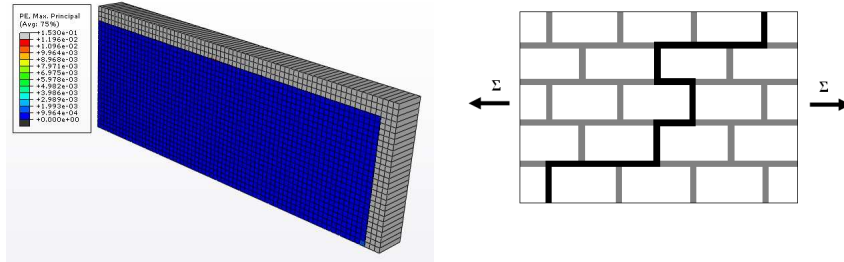 PE, Max. Principal
(Avg: 75%)
+1.530e-01
+1.196e-02
+1.096e-02
+9.964e-03
+8.968e-03
+7.971e-03
+6.975e-03
+5.978e-03
+4.982e-03
+3.986e-03
+2.989e-03
+1.993e-03
+9.964e-04
+0.000e+00
Σ
Σ